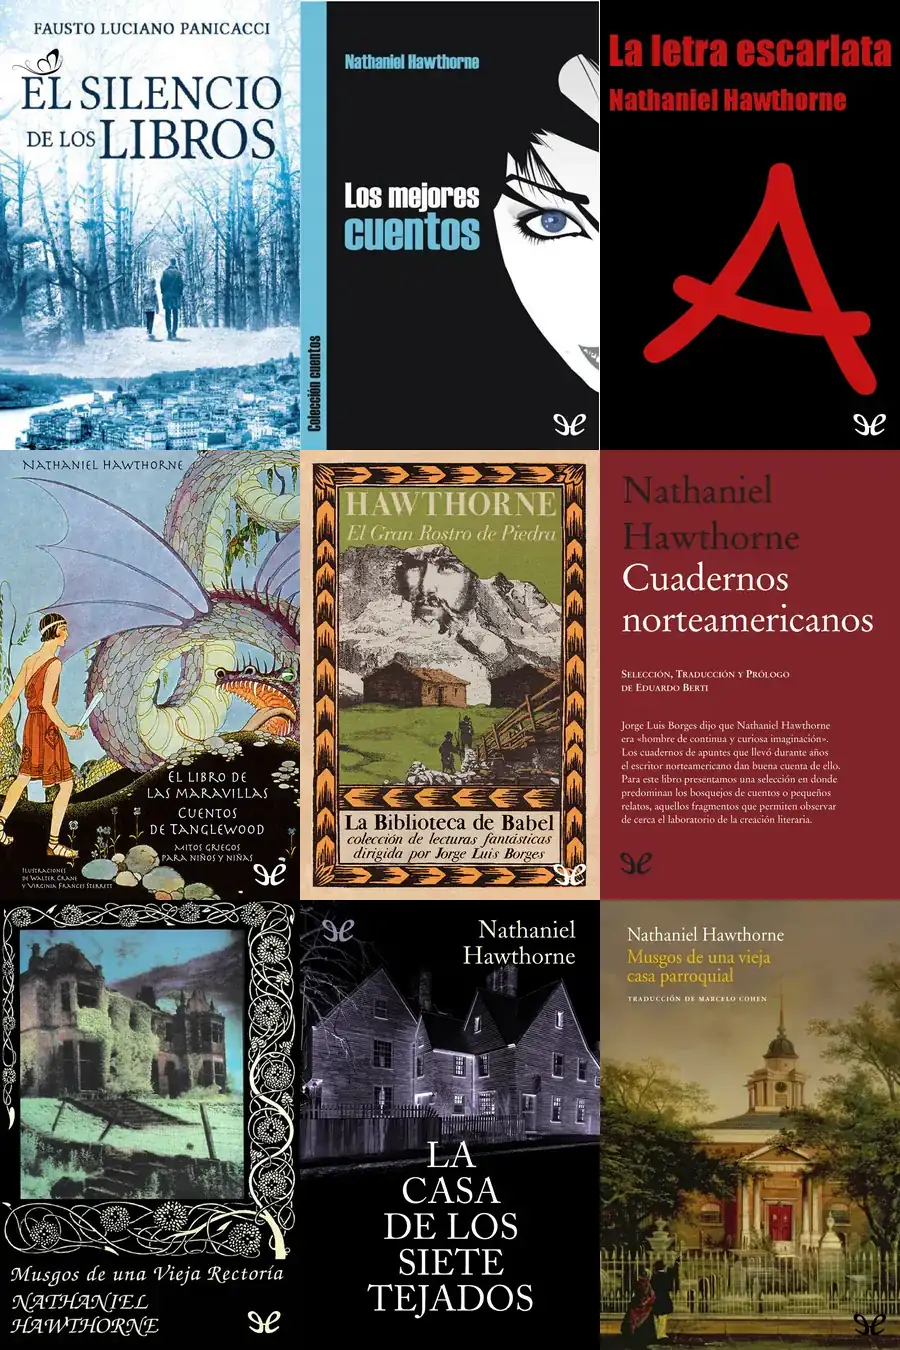 FAUSTO LUCIANO PANICACCI
EL SILENCIO
DE LOS LIBROS
Nathaniel Hawthorne
Los mejores
cuentos
Colección cuentos
La letra escarlata
Nathaniel Hawthorne
A
NATHANIEL HAWTHORNE
EL LIBRO DE
LAS MARAVILLAS
CUENTOS
DE TANGLEWOOD
MITOS GRIEGOS
PARA NIÑOS Y NIÑAS
ILUSTRACIONES
DE WALTER CRANE
Y VIRGINIA FRANCES STERRETT
HAWTHORNE
El Gran Rostro de Piedra
La Biblioteca de Babel
colección de lecturas fantásticas
dirigida por Jorge Luis Borges
Nathaniel
Hawthorne
Cuadernos
norteamericanos
SELECCIÓN, TRADUCCIÓN Y PRÓLOGO
DE EDUARDO BERTI
Jorge Luis Borges dijo que Nathaniel Hawthorne
era «hombre de continua y curiosa imaginación».
Los cuadernos de apuntes que llevó durante años
el escritor norteamericano dan buena cuenta de ello.
Para este libro presentamos una selección en donde
predominan los bosquejos de cuentos o pequeños
relatos, aquellos fragmentos que permiten observar
de cerca el laboratorio de la creación literaria.
Musgos de una Vieja Rectoría
NATHANIEL
HAWTHORNE
Nathaniel
Hawthorne
LA
CASA
DE LOS
SIETE
TEJADOS
Nathaniel Hawthorne
Musgos de una vieja
casa parroquial
TRADUCCIÓN DE MARCELO COHEN